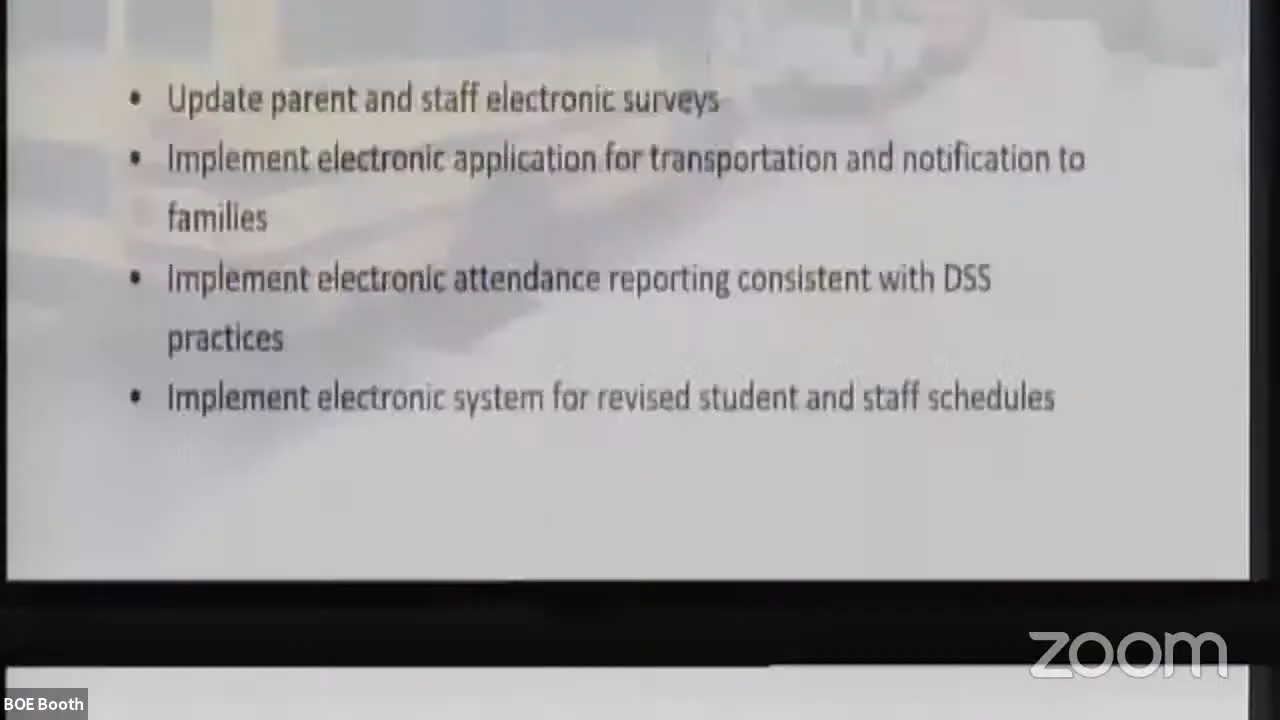 • Update parent and staff electronic surveys
• Implement electronic application for transportation and notification to
families
• Implement electronic attendance reporting consistent with DSS
practices
• Implement electronic system for revised student and staff schedules
zoom
BOE Booth